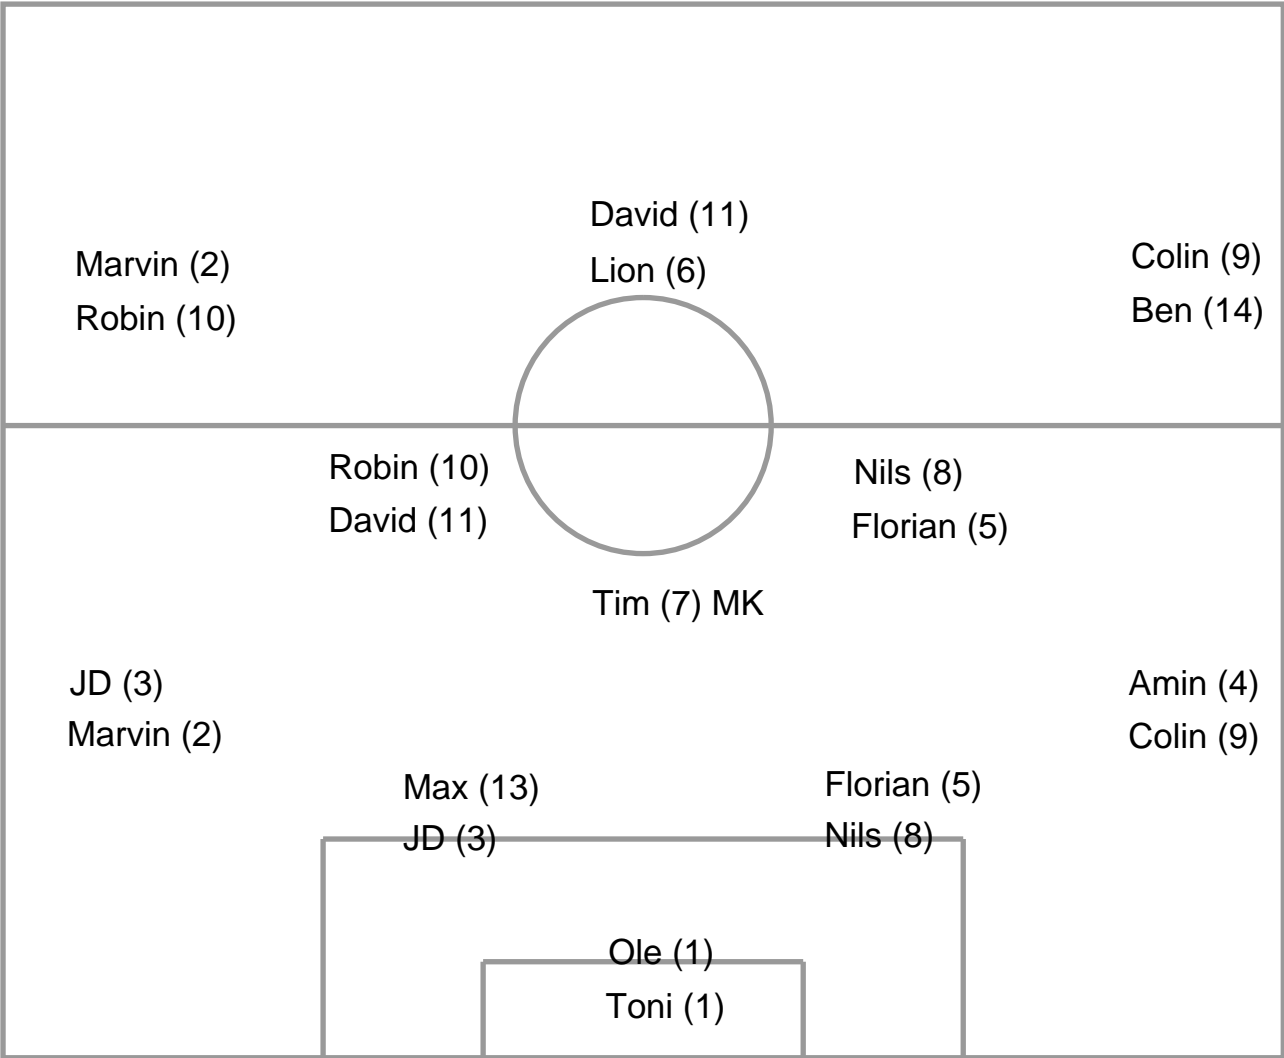 David (11)
Lion (6)
Marvin (2)
Robin (10)
Colin (9)
Ben (14)
Robin (10)
David (11)
Nils (8)
Florian (5)
Tim (7) MK
JD (3)
Marvin (2)
Amin (4)
Colin (9)
Max (13)
JD (3)
Florian (5)
Nils (8)
Ole (1)
Toni (1)